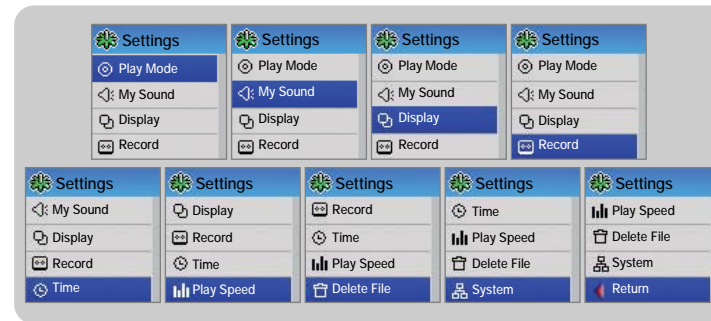 Settings
Play Mode
My Sound
Display
Record
Settings
Play Mode
My Sound
Display
Record
Settings
Play Mode
My Sound
Display
Record
Settings
Play Mode
My Sound
Display
Record
Settings
My Sound
Display
Record
Time
Settings
Display
Record
Time
Play Speed
Settings
Record
Time
Play Speed
Delete File
Settings
Time
Play Speed
Delete File
System
Settings
Play Speed
Delete File
System
Return